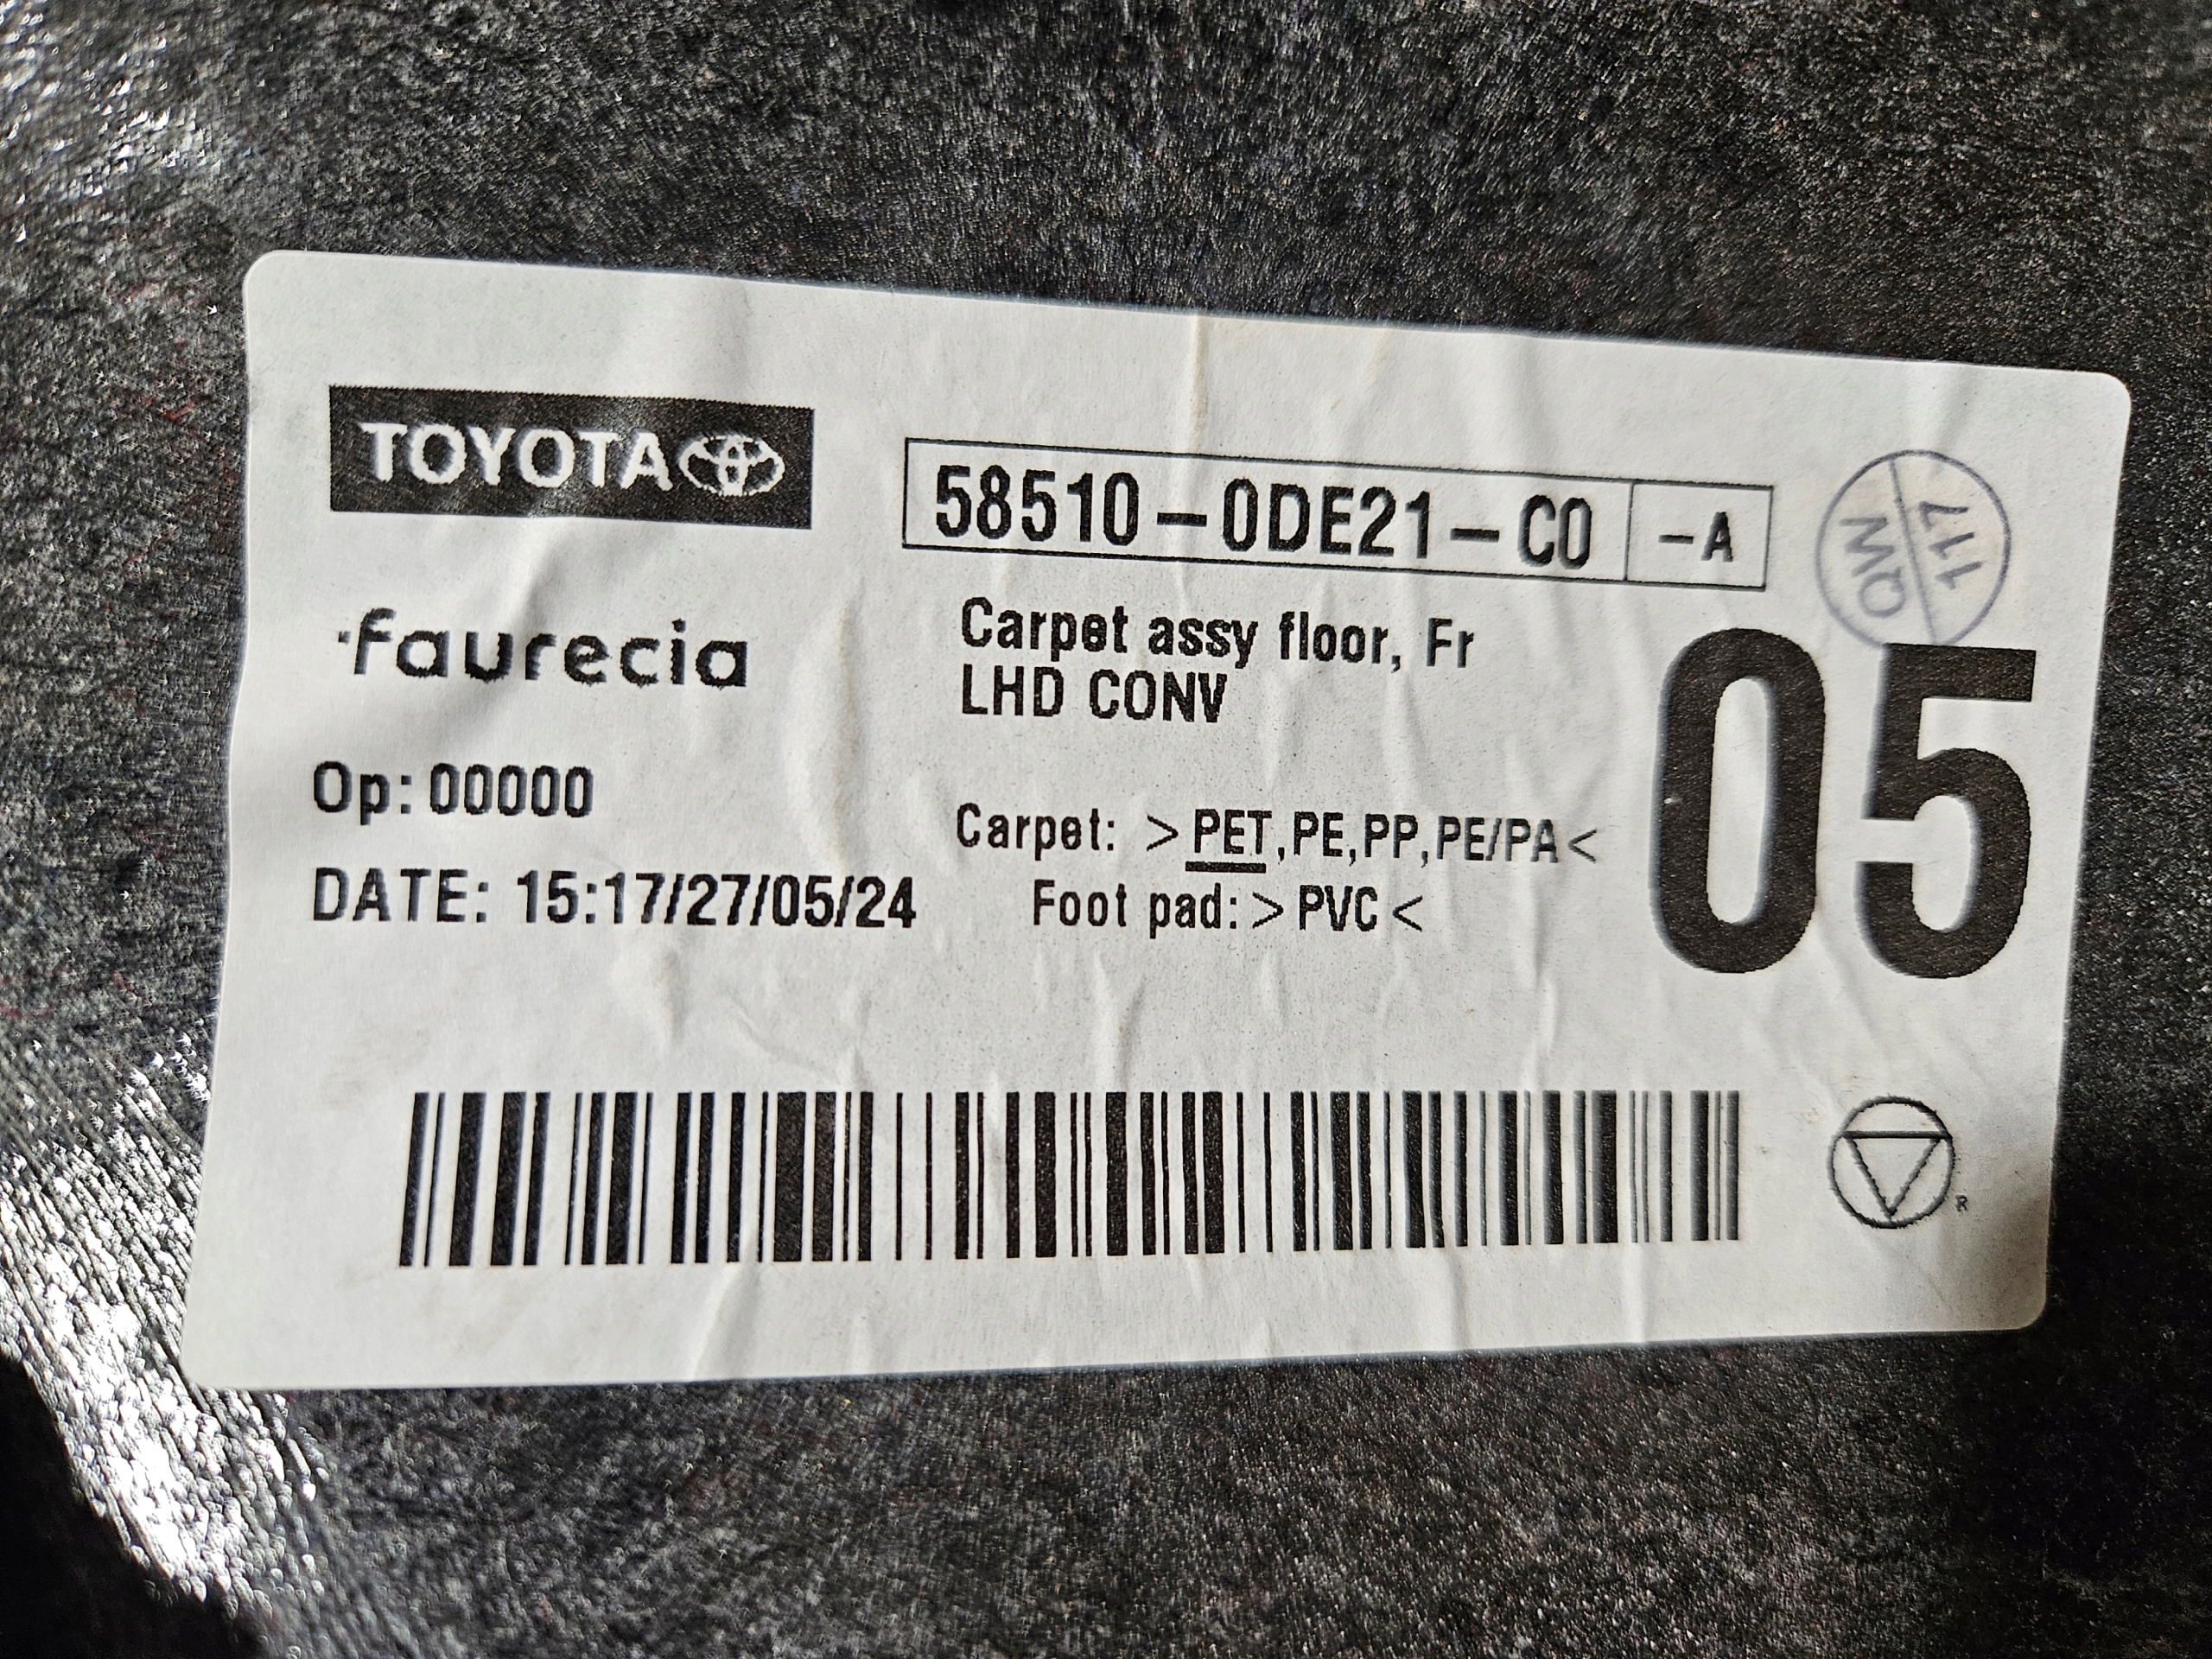 TOYOTA
58510-0DE21-C0 -A
QW
117
faurecia
Carpet assy floor, Fr
LHD CONV
05
Op: 00000
Carpet: >PET,PE,PP,PE/PA<
DATE: 15:17/27/05/24
Foot pad: >PVC<
R